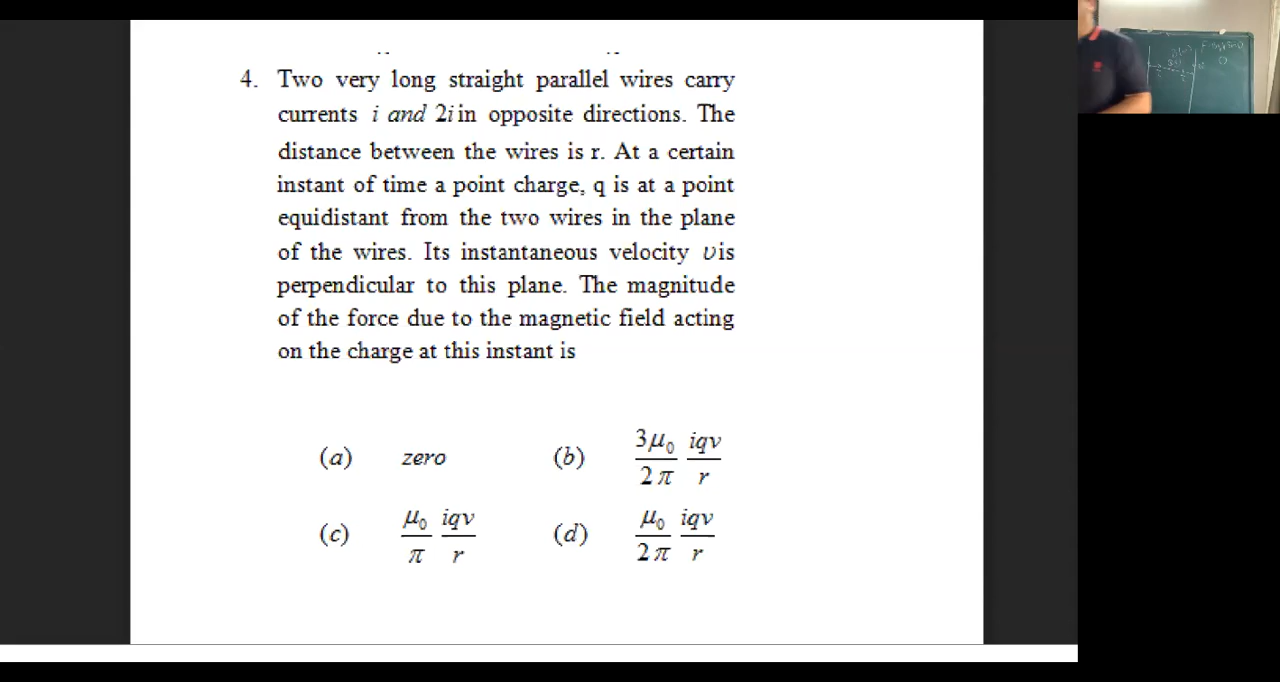 4. Two very long straight parallel wires carry
currents i and 2i in opposite directions. The
distance between the wires is r. At a certain
instant of time a point charge, q is at a point
equidistant from the two wires in the plane
of the wires. Its instantaneous velocity υ is
perpendicular to this plane. The magnitude
of the force due to the magnetic field acting
on the charge at this instant is
(a) zero (b) 3μ₀/2π iqv/r
(c) μ₀/π iqv/r (d) μ₀/2π iqv/r